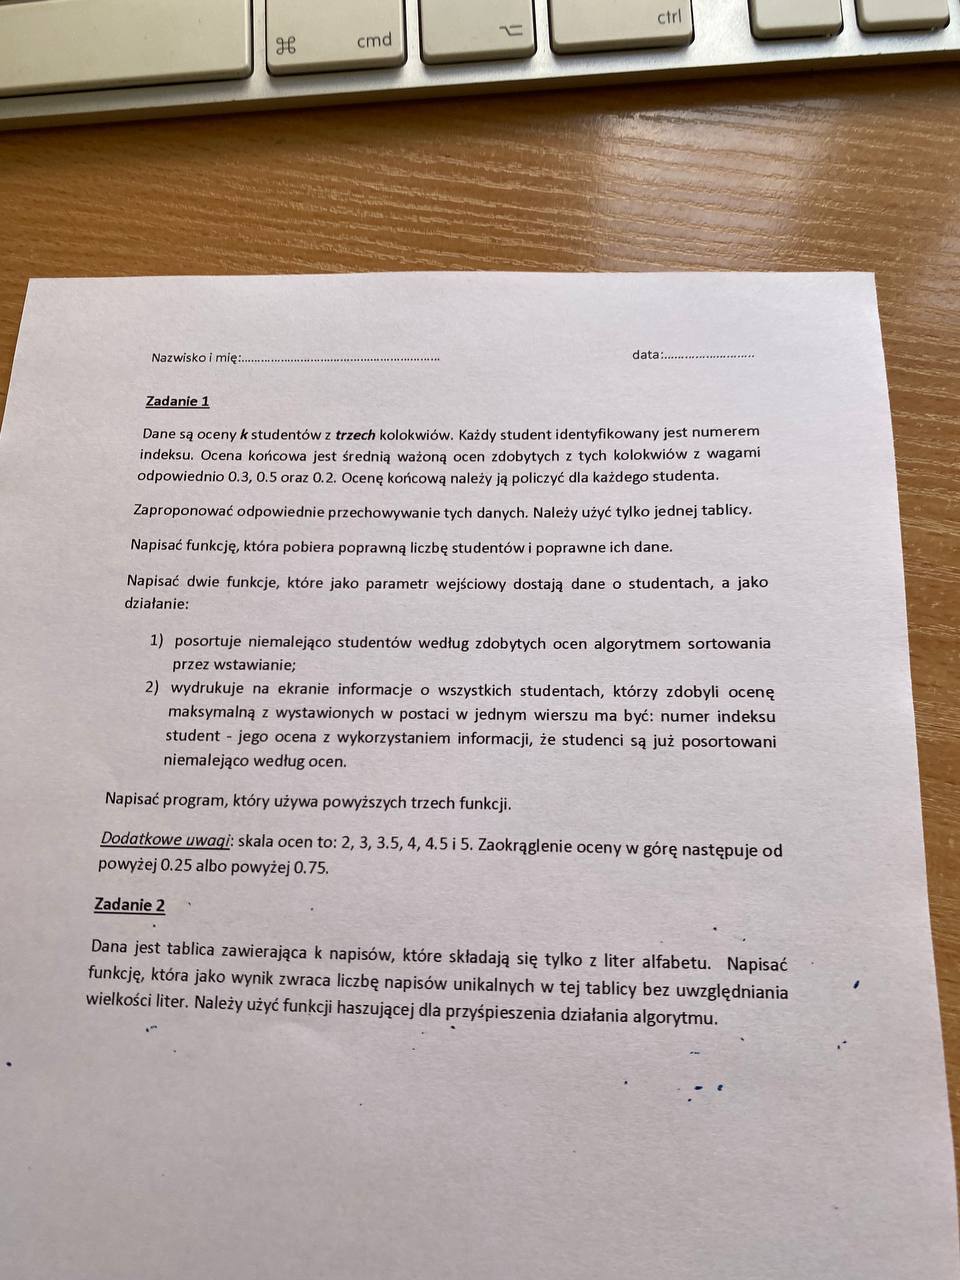 ⌘ cmd
⌥
ctrl
Nazwisko i mię:............................................................ data:..........................
Zadanie 1
Dane są oceny k studentów z trzech kolokwiów. Każdy student identyfikowany jest numerem
indeksu. Ocena końcowa jest średnią ważoną ocen zdobytych z tych kolokwiów z wagami
odpowiednio 0.3, 0.5 oraz 0.2. Ocenę końcową należy ją policzyć dla każdego studenta.
Zaproponować odpowiednie przechowywanie tych danych. Należy użyć tylko jednej tablicy.
Napisać funkcję, która pobiera poprawną liczbę studentów i poprawne ich dane.
Napisać dwie funkcje, które jako parametr wejściowy dostają dane o studentach, a jako
działanie:
1) posortuje niemalejąco studentów według zdobytych ocen algorytmem sortowania
przez wstawianie;
2) wydrukuje na ekranie informacje o wszystkich studentach, którzy zdobyli ocenę
maksymalną z wystawionych w postaci w jednym wierszu ma być: numer indeksu
student - jego ocena z wykorzystaniem informacji, że studenci są już posortowani
niemalejąco według ocen.
Napisać program, który używa powyższych trzech funkcji.
Dodatkowe uwagi: skala ocen to: 2, 3, 3.5, 4, 4.5 i 5. Zaokrąglenie oceny w górę następuje od
powyżej 0.25 albo powyżej 0.75.
Zadanie 2
Dana jest tablica zawierająca k napisów, które składają się tylko z liter alfabetu. Napisać
funkcję, która jako wynik zwraca liczbę napisów unikalnych w tej tablicy bez uwzględniania
wielkości liter. Należy użyć funkcji haszującej dla przyśpieszenia działania algorytmu.